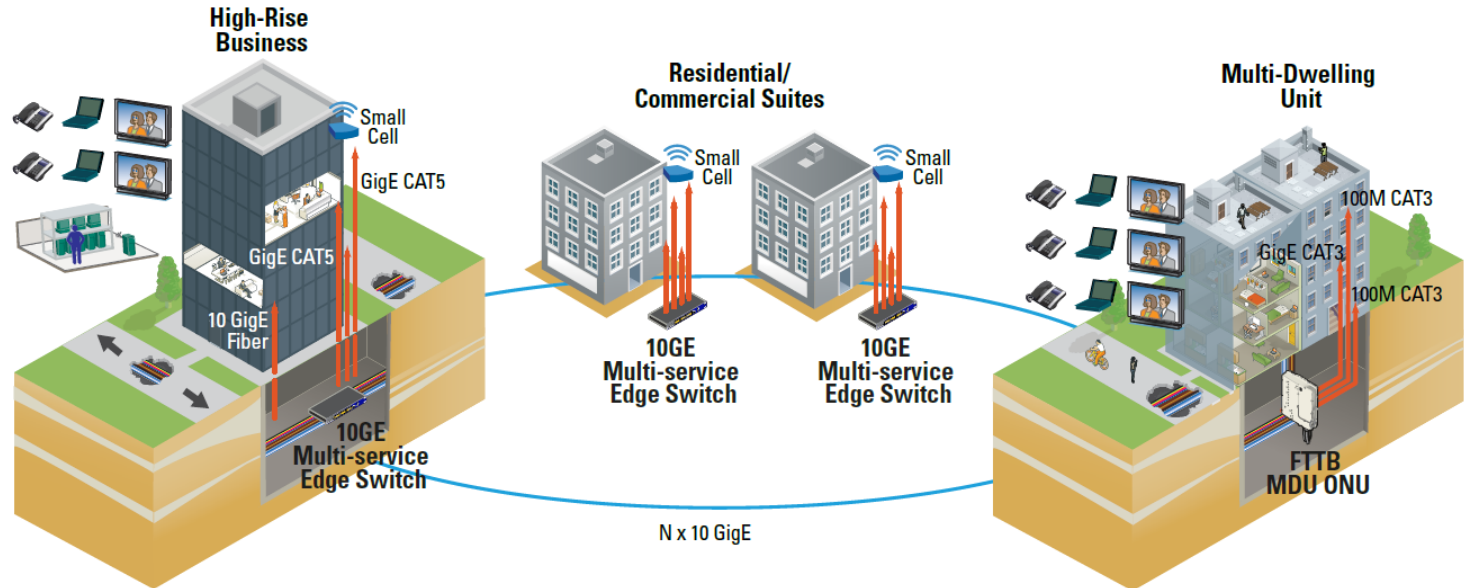 High-Rise
Business
Small
Cell
GigE CAT5
GigE CAT5
10 GigE
Fiber
10GE
Multi-service
Edge Switch
Residential/
Commercial Suites
Small
Cell
Small
Cell
10GE
Multi-service
Edge Switch
10GE
Multi-service
Edge Switch
N x 10 GigE
Multi-Dwelling
Unit
100M CAT3
GigE CAT3
100M CAT3
FTTB
MDU ONU